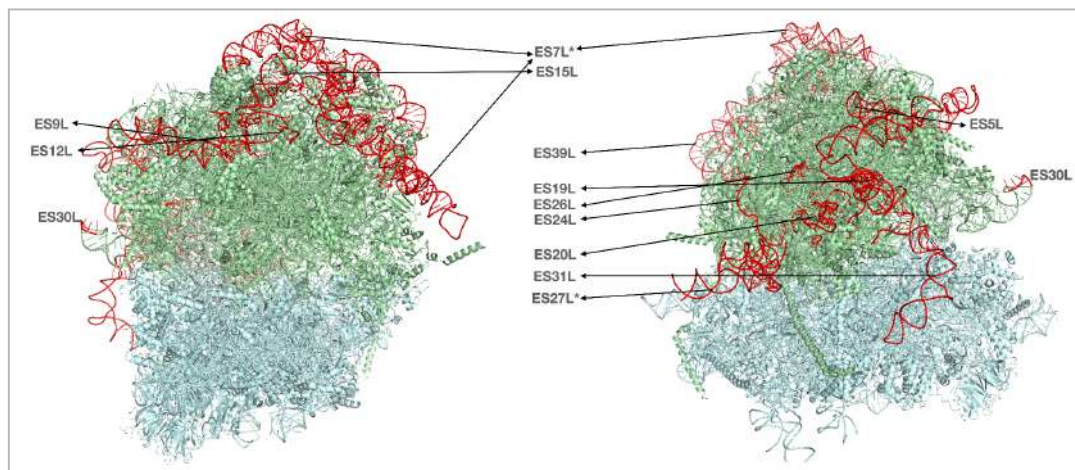 ES7L*
ES15L
ES9L
ES12L
ES30L
ES5L
ES39L
ES30L
ES19L
ES26L
ES24L
ES20L
ES31L
ES27L*